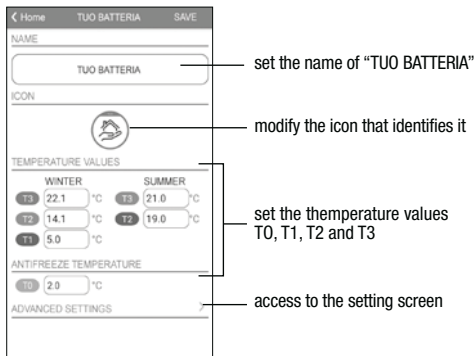 < Home TUO BATTERIA SAVE
NAME
TUO BATTERIA
set the name of “TUO BATTERIA”
ICON
modify the icon that identifies it
TEMPERATURE VALUES
WINTER SUMMER
T3 22.1 °C T3 21.0 °C
T2 14.1 °C T2 19.0 °C
T1 5.0 °C
set the themperature values
T0, T1, T2 and T3
ANTIFREEZE TEMPERATURE
T0 2.0 °C
ADVANCED SETTINGS >
access to the setting screen